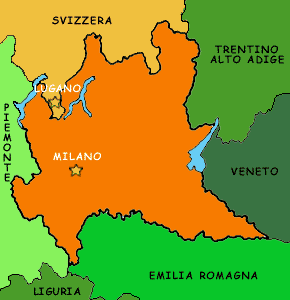 SVIZZERA
TRENTINO
ALTO ADIGE
LUGANO
PIEMONTE
MILANO
VENETO
EMILIA ROMAGNA
LIGURIA